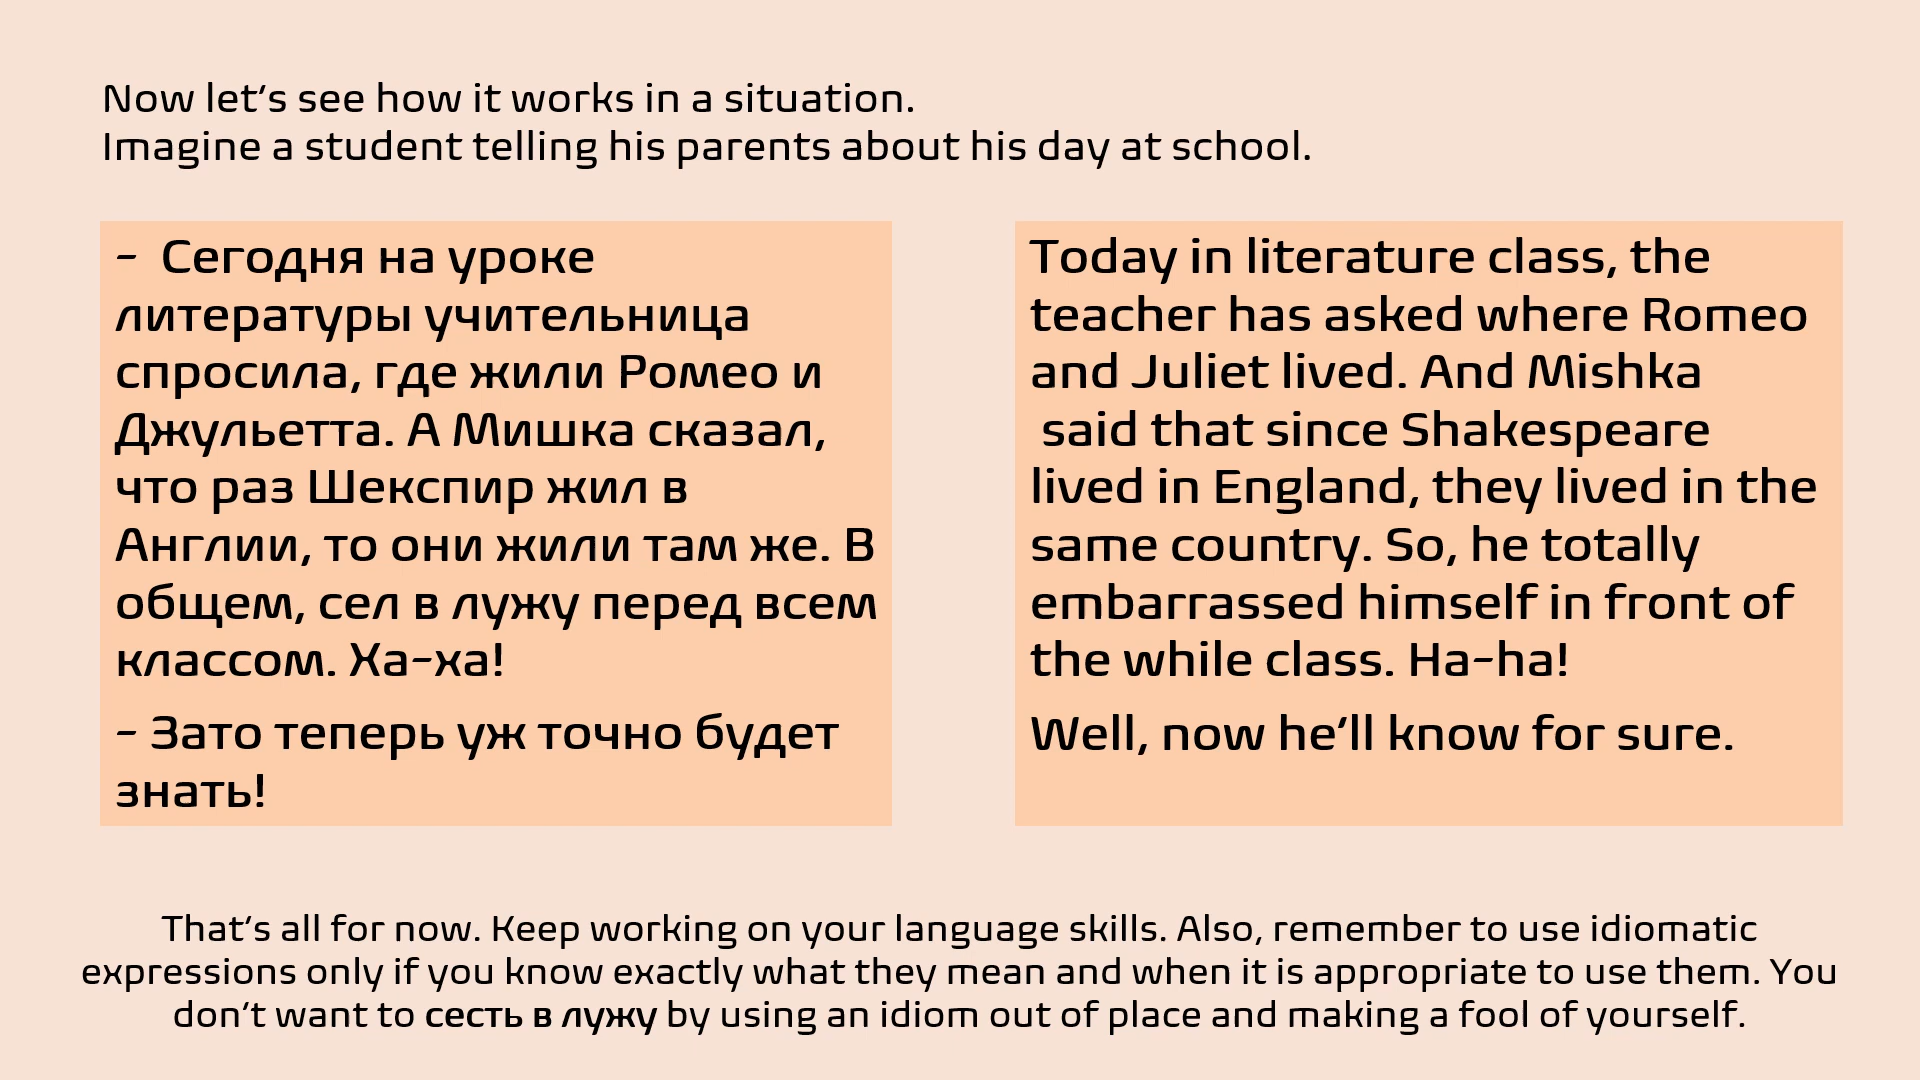 Now let's see how it works in a situation.
Imagine a student telling his parents about his day at school.
- Сегодня на уроке
литературы учительница
спросила, где жили Ромео и
Джульетта. А Мишка сказал,
что раз Шекспир жил в
Англии, то они жили там же. В
общем, сел в лужу перед всем
классом. Ха-ха!
- Зато теперь уж точно будет
знать!
Today in literature class, the
teacher has asked where Romeo
and Juliet lived. And Mishka
said that since Shakespeare
lived in England, they lived in the
same country. So, he totally
embarrassed himself in front of
the while class. Ha-ha!
Well, now he'll know for sure.
That's all for now. Keep working on your language skills. Also, remember to use idiomatic
expressions only if you know exactly what they mean and when it is appropriate to use them. You
don't want to сесть в лужу by using an idiom out of place and making a fool of yourself.